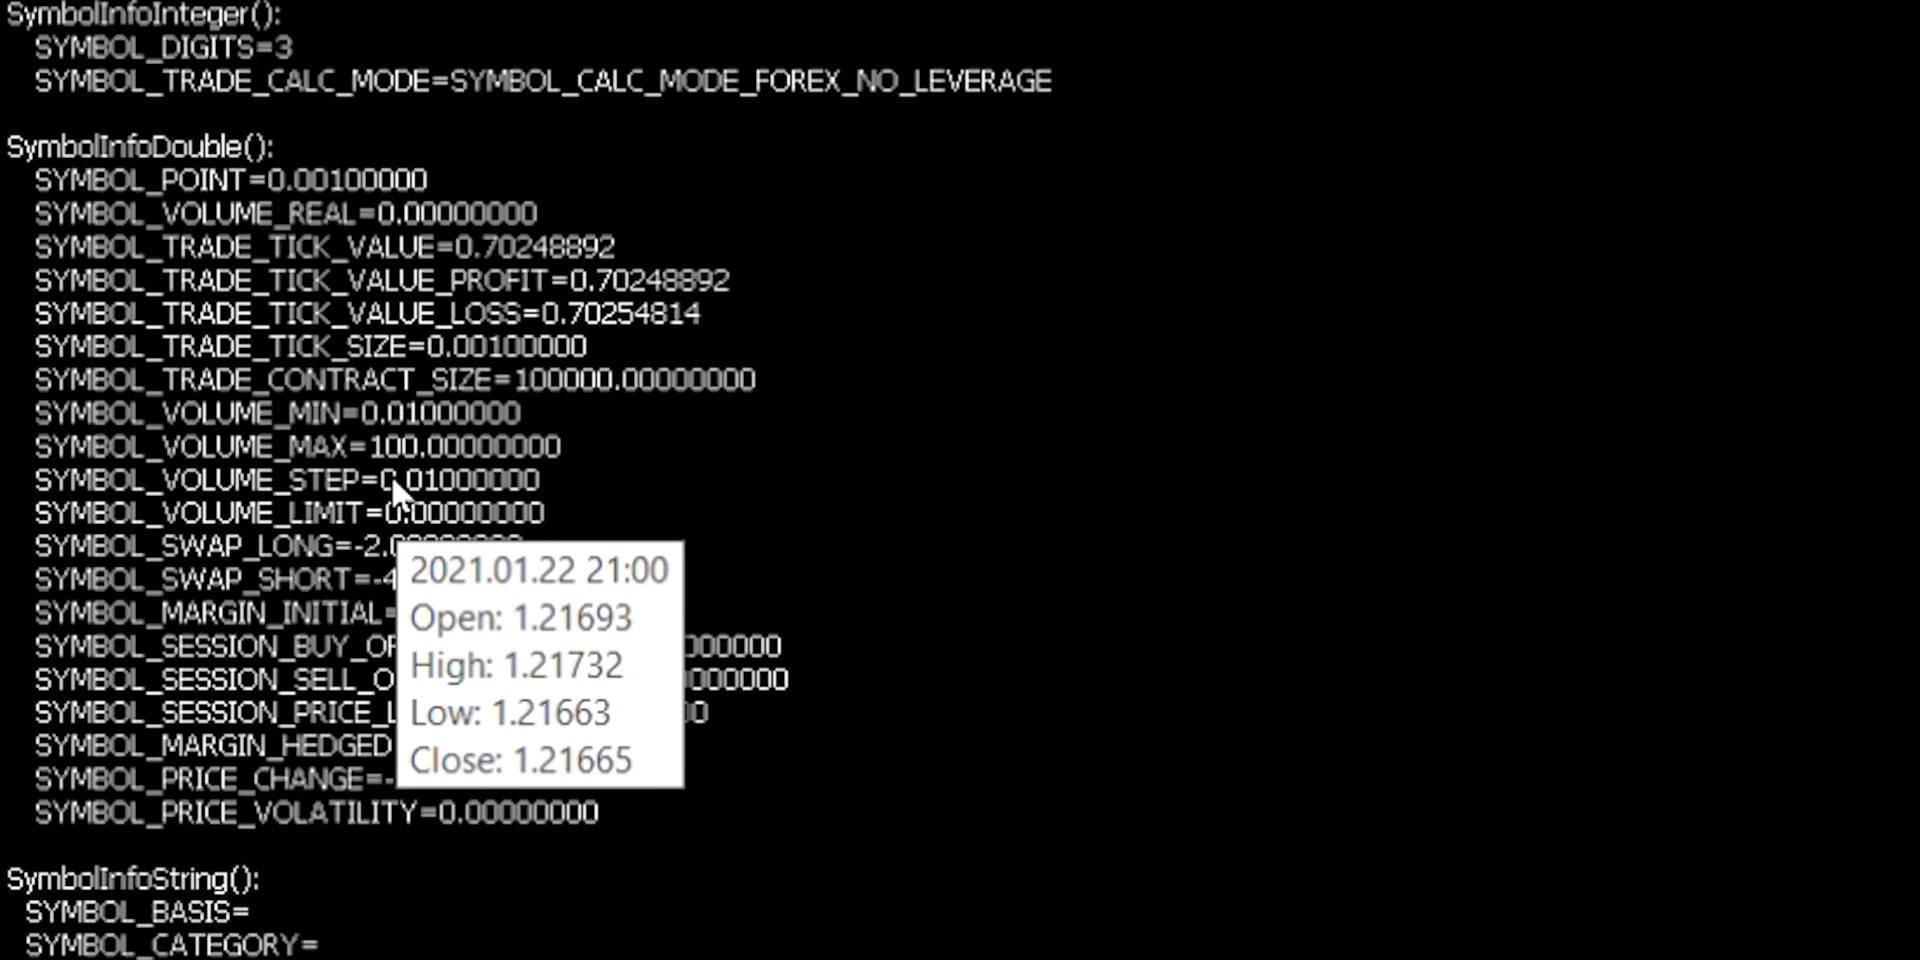 SymbolInfoInteger():
SYMBOL_DIGITS=3
SYMBOL_TRADE_CALC_MODE=SYMBOL_CALC_MODE_FOREX_NO_LEVERAGE
SymbolInfoDouble():
SYMBOL_POINT=0.00100000
SYMBOL_VOLUME_REAL=0.00000000
SYMBOL_TRADE_TICK_VALUE=0.70248892
SYMBOL_TRADE_TICK_VALUE_PROFIT=0.70248892
SYMBOL_TRADE_TICK_VALUE_LOSS=0.70254814
SYMBOL_TRADE_TICK_SIZE=0.00100000
SYMBOL_TRADE_CONTRACT_SIZE=100000.00000000
SYMBOL_VOLUME_MIN=0.01000000
SYMBOL_VOLUME_MAX=100.00000000
SYMBOL_VOLUME_STEP=0.01000000
SYMBOL_VOLUME_LIMIT=0.00000000
SYMBOL_SWAP_LONG=-2.
SYMBOL_SWAP_SHORT=-4
SYMBOL_MARGIN_INITIAL=
SYMBOL_SESSION_BUY_O 000000
SYMBOL_SESSION_SELL_O 000000
SYMBOL_SESSION_PRICE_ 0
SYMBOL_MARGIN_HEDGED
SYMBOL_PRICE_CHANGE=-
SYMBOL_PRICE_VOLATILITY=0.00000000
2021.01.22 21:00
Open: 1.21693
High: 1.21732
Low: 1.21663
Close: 1.21665
SymbolInfoString():
SYMBOL_BASIS=
SYMBOL_CATEGORY=